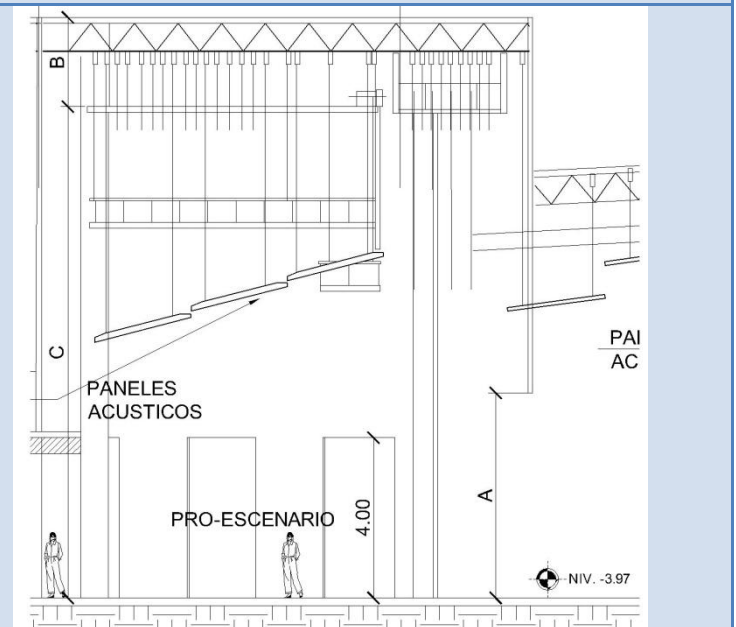 B
C
PANELES
ACUSTICOS
PAI
AC
PRO-ESCENARIO
4.00
A
NIV. -3.97